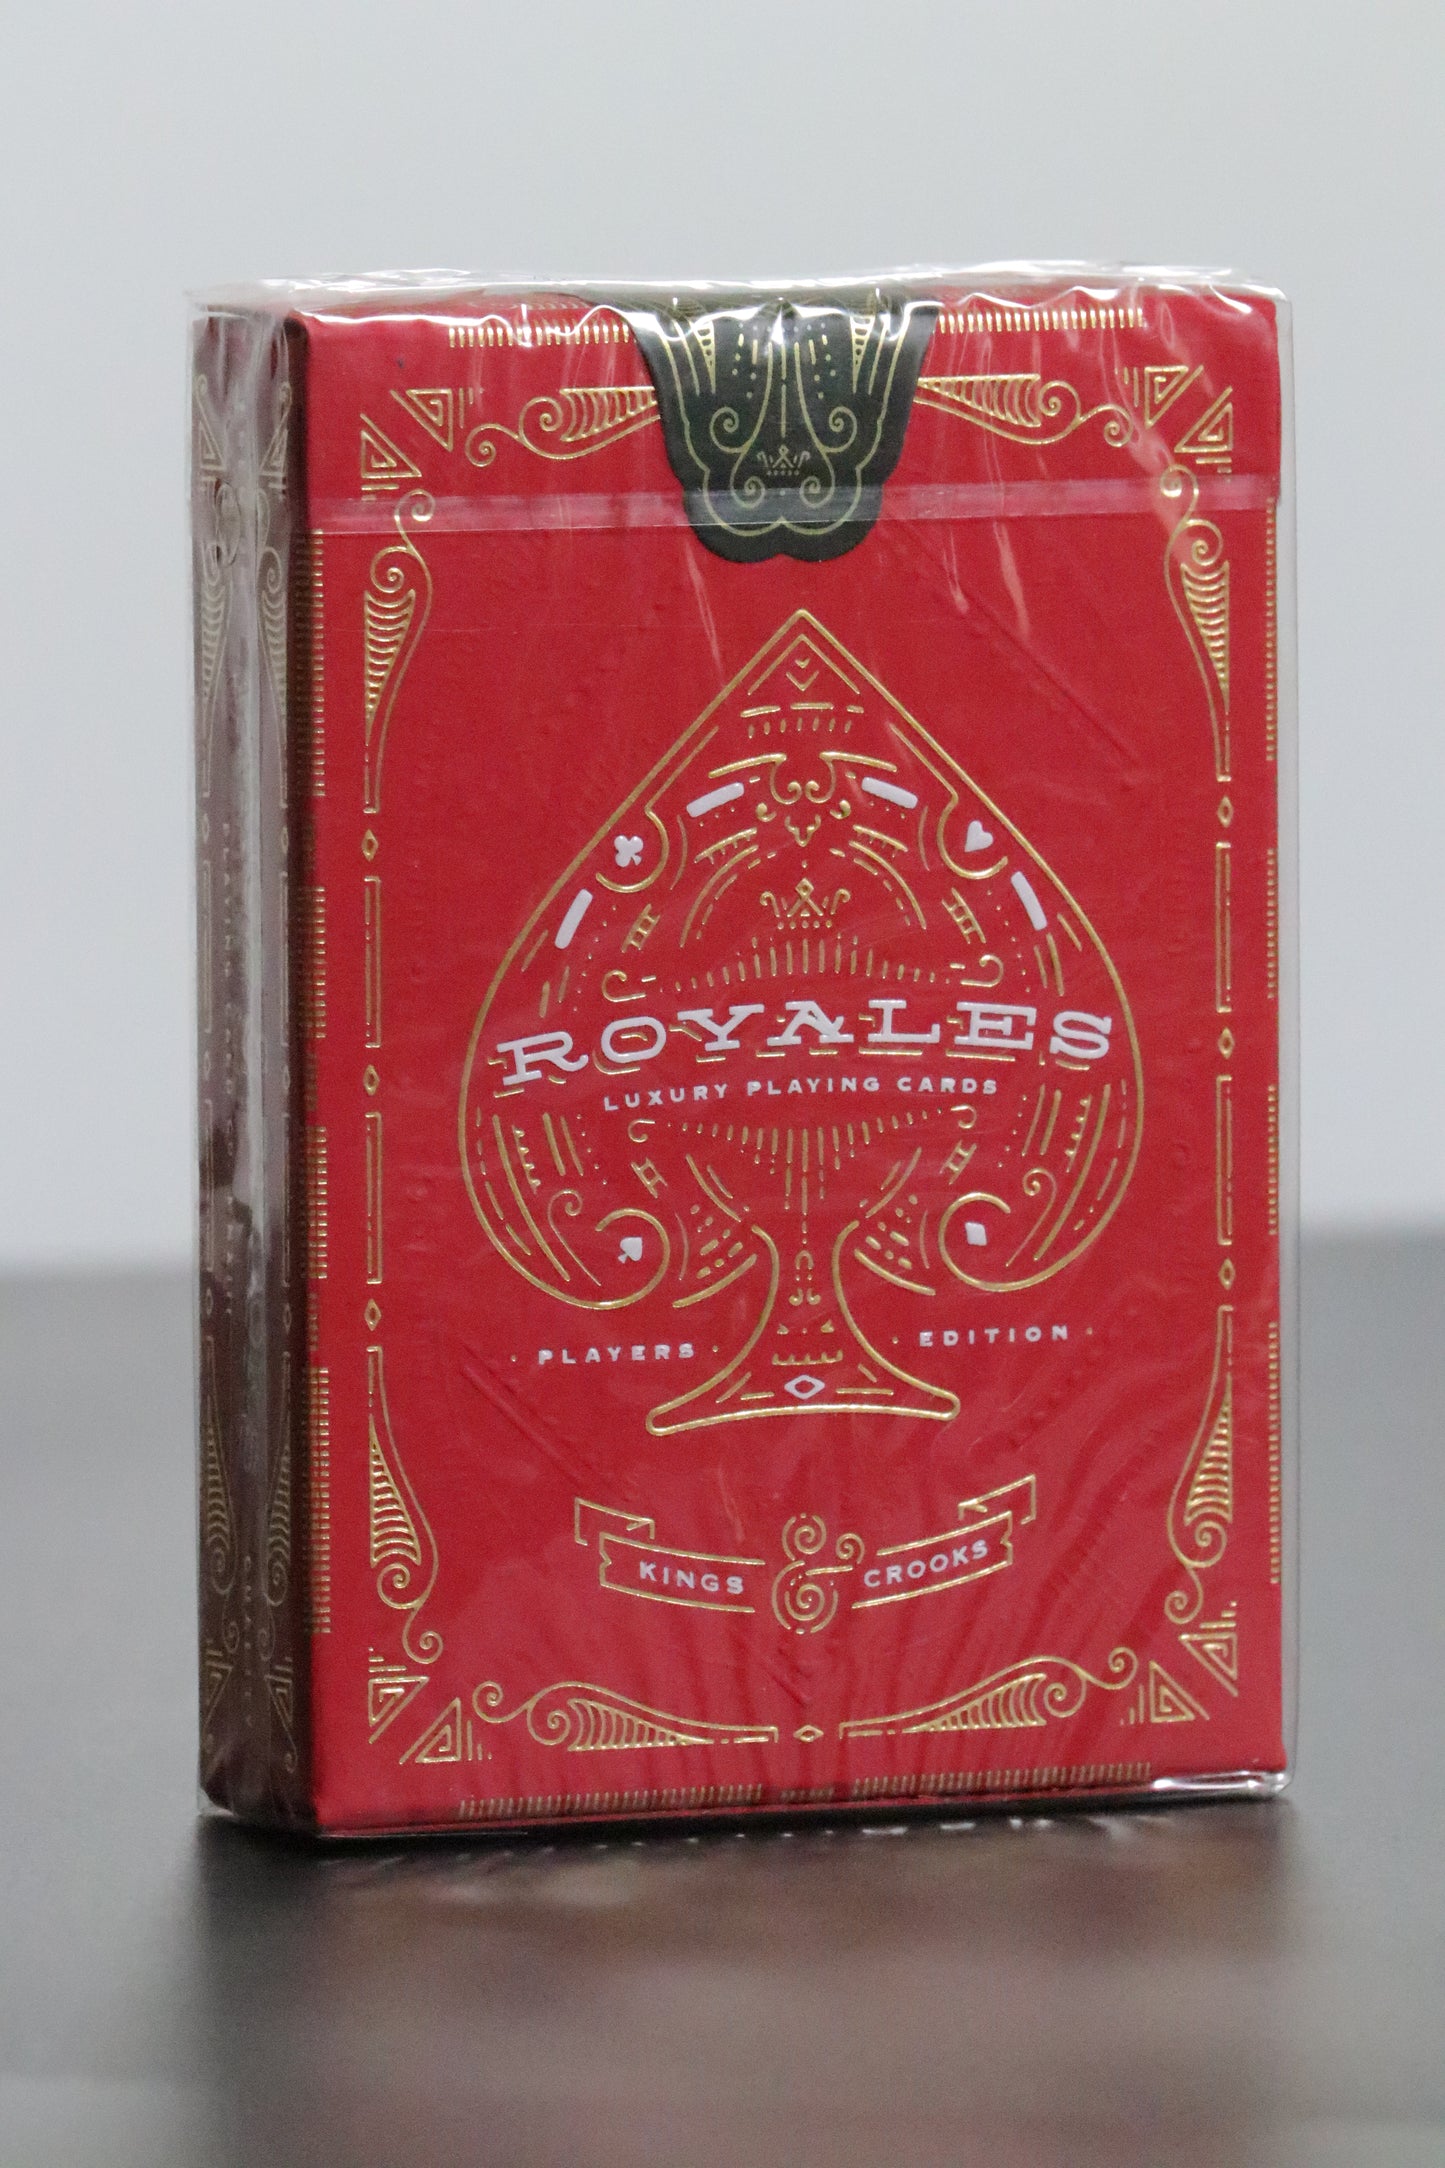 ROYALES
LUXURY PLAYING CARDS
· PLAYERS · · EDITION ·
KINGS & CROOKS